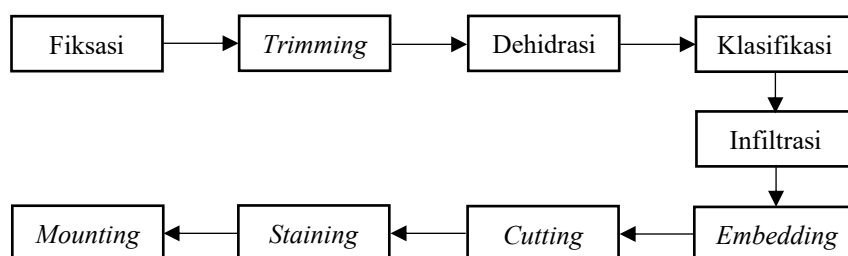 Fiksasi
Trimming
Dehidrasi
Klasifikasi
Infiltrasi
Embedding
Cutting
Staining
Mounting